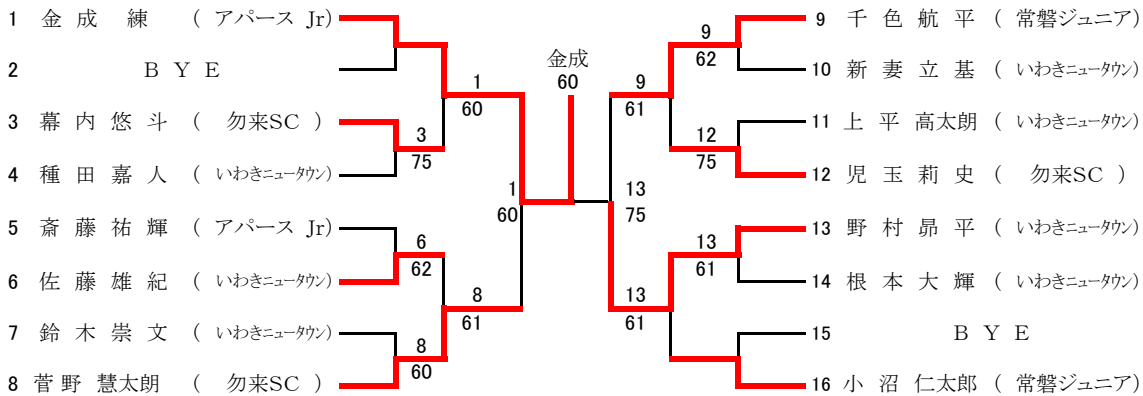 1 金成 練 ( アパース Jr)
2 BYE
3 幕内悠斗 ( 勿来SC )
4 種田嘉人 ( いわきニュータウン)
5 斎藤祐輝 ( アパース Jr)
6 佐藤雄紀 ( いわきニュータウン)
7 鈴木崇文 ( いわきニュータウン)
8 菅野 慧太朗 ( 勿来SC )
3
75
6
62
8
60
1
60
8
61
1
60
金成
60
13
75
9
61
13
61
9
62
12
75
13
61
9 千色航平 ( 常磐ジュニア)
10 新妻立基 ( いわきニュータウン)
11 上平高太朗 ( いわきニュータウン)
12 児玉莉史 ( 勿来SC )
13 野村昴平 ( いわきニュータウン)
14 根本大輝 ( いわきニュータウン)
15 BYE
16 小沼仁太郎 ( 常磐ジュニア)